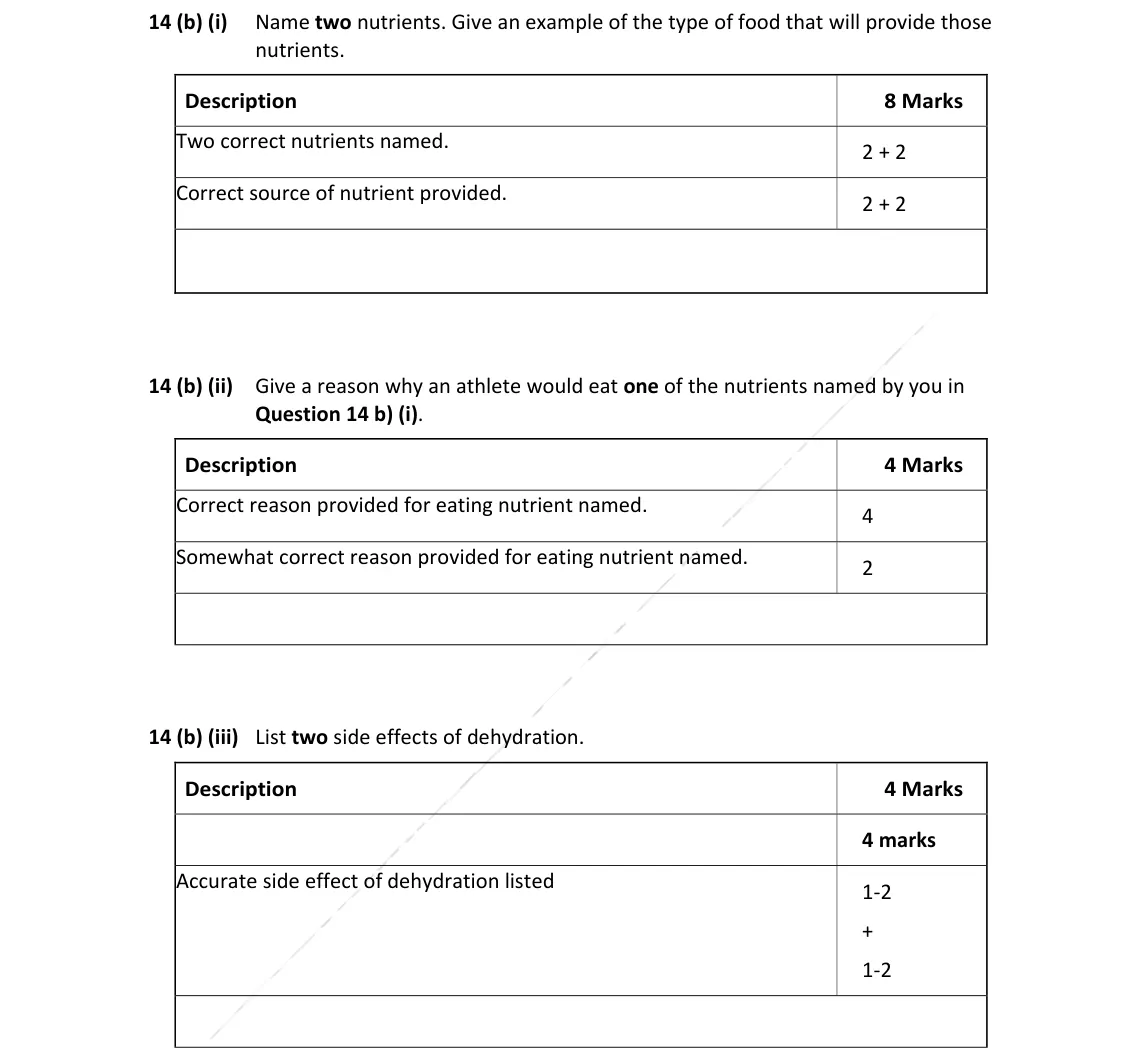 14 (b) (i) Name two nutrients. Give an example of the type of food that will provide those
nutrients.
Description 8 Marks
Two correct nutrients named. 2 + 2
Correct source of nutrient provided. 2 + 2
14 (b) (ii) Give a reason why an athlete would eat one of the nutrients named by you in
Question 14 b) (i).
Description 4 Marks
Correct reason provided for eating nutrient named. 4
Somewhat correct reason provided for eating nutrient named. 2
14 (b) (iii) List two side effects of dehydration.
Description 4 Marks
4 marks
Accurate side effect of dehydration listed 1-2
+
1-2